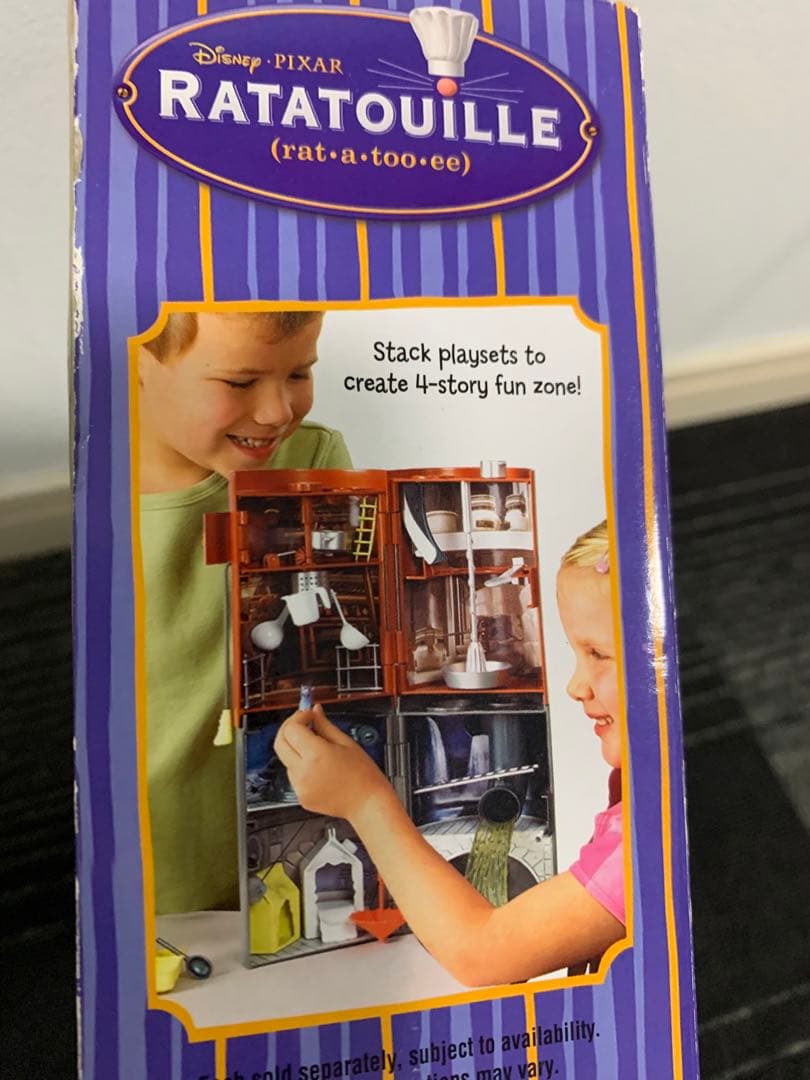 Disney·PIXAR
RATATOUILLE
(rat•a•too•ee)
Stack playsets to
create 4-story fun zone!
sold separately, subject to availability.
may vary.